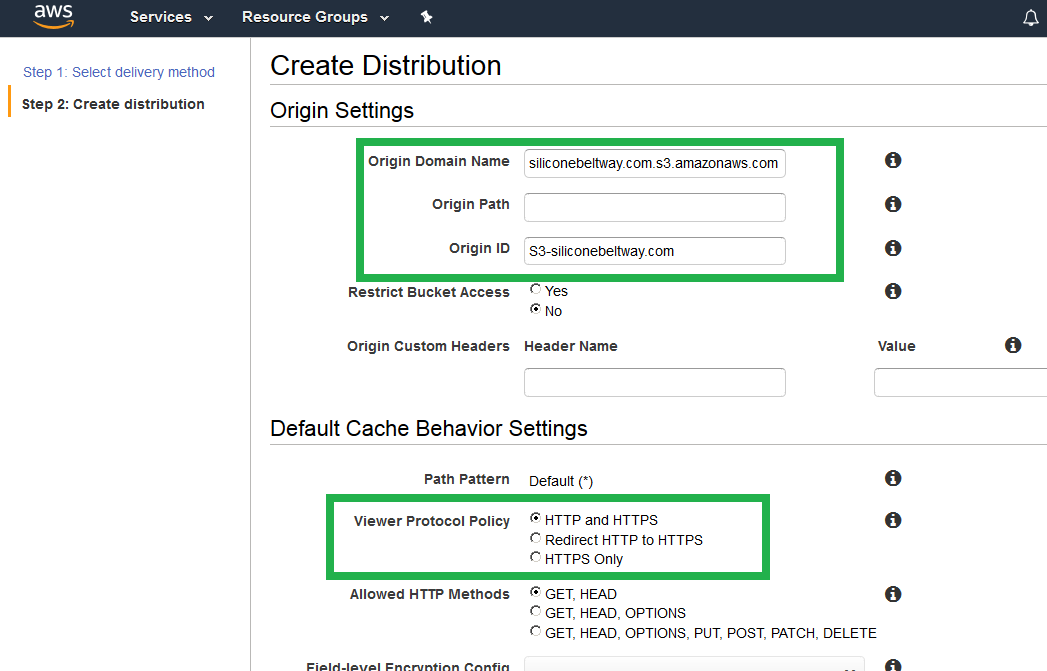 aws Services Resource Groups
Step 1: Select delivery method
Step 2: Create distribution
Create Distribution
Origin Settings
Origin Domain Name siliconebeltway.com.s3.amazonaws.com
Origin Path
Origin ID S3-siliconebeltway.com
Restrict Bucket Access Yes
No
Origin Custom Headers Header Name Value
Default Cache Behavior Settings
Path Pattern Default (*)
Viewer Protocol Policy HTTP and HTTPS
Redirect HTTP to HTTPS
HTTPS Only
Allowed HTTP Methods GET, HEAD
GET, HEAD, OPTIONS
GET, HEAD, OPTIONS, PUT, POST, PATCH, DELETE
Field-level Encryption Config